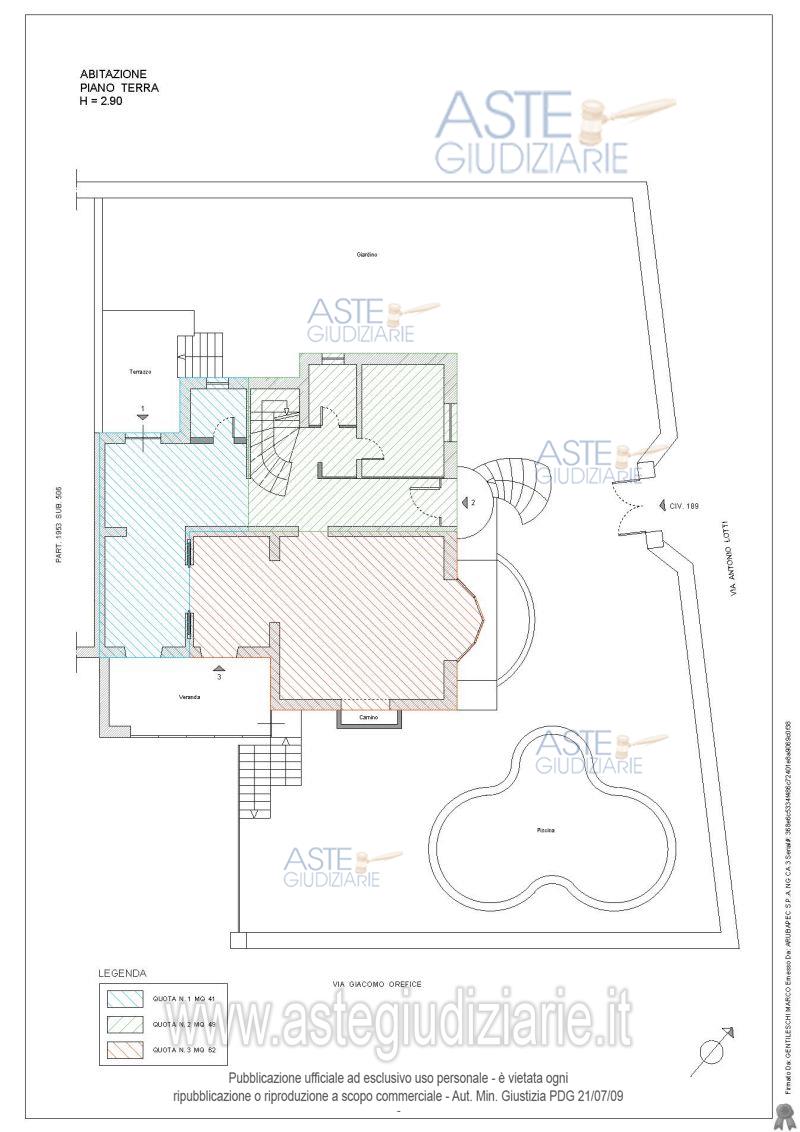 ABITAZIONE
PIANO TERRA
H = 2.90
ASTE
GIUDIZIARIE
Giardino
ASTE
GIUDIZIARIE
Terrazzo
1
ASTE
GIUDIZIARIE
2
CIV. 189
PART. 1953 SUB. 506
VIA ANTONIO LOTTI
3
Veranda
Camino
ASTE
GIUDIZIARIE
Piscina
ASTE
GIUDIZIARIE
LEGENDA
VIA GIACOMO OREFICE
QUOTA N. 1 MQ 41
QUOTA N. 2 MQ 49
QUOTA N. 3 MQ 62
www.astegiudiziarie.it
Pubblicazione ufficiale ad esclusivo uso personale - è vietata ogni
ripubblicazione o riproduzione a scopo commerciale - Aut. Min. Giustizia PDG 21/07/09
-
Firmato Da: GENTILESCHI MARCO Emesso Da: ARUBAPEC S.P.A. NG CA 3 Serial#: